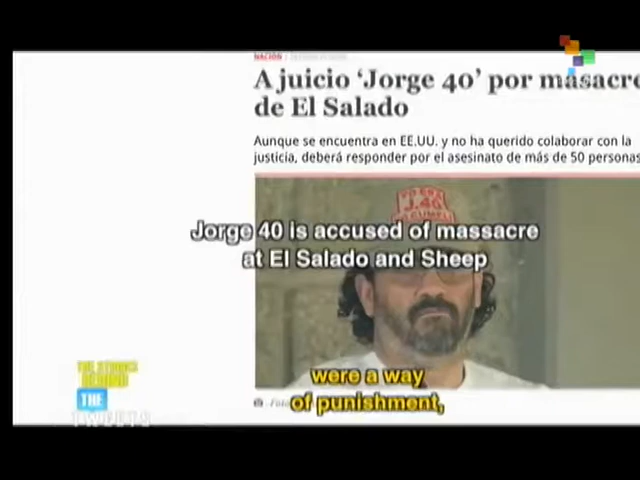 NACIÓN
A juicio 'Jorge 40' por masacre
de El Salado
Aunque se encuentra en EE.UU. y no ha querido colaborar con la
justicia, deberá responder por el asesinato de más de 50 personas
J.40
Jorge 40 is accused of massacre
at El Salado and Sheep
were a way
of punishment,
THE STORIES
BEHIND
THE
TWEETS